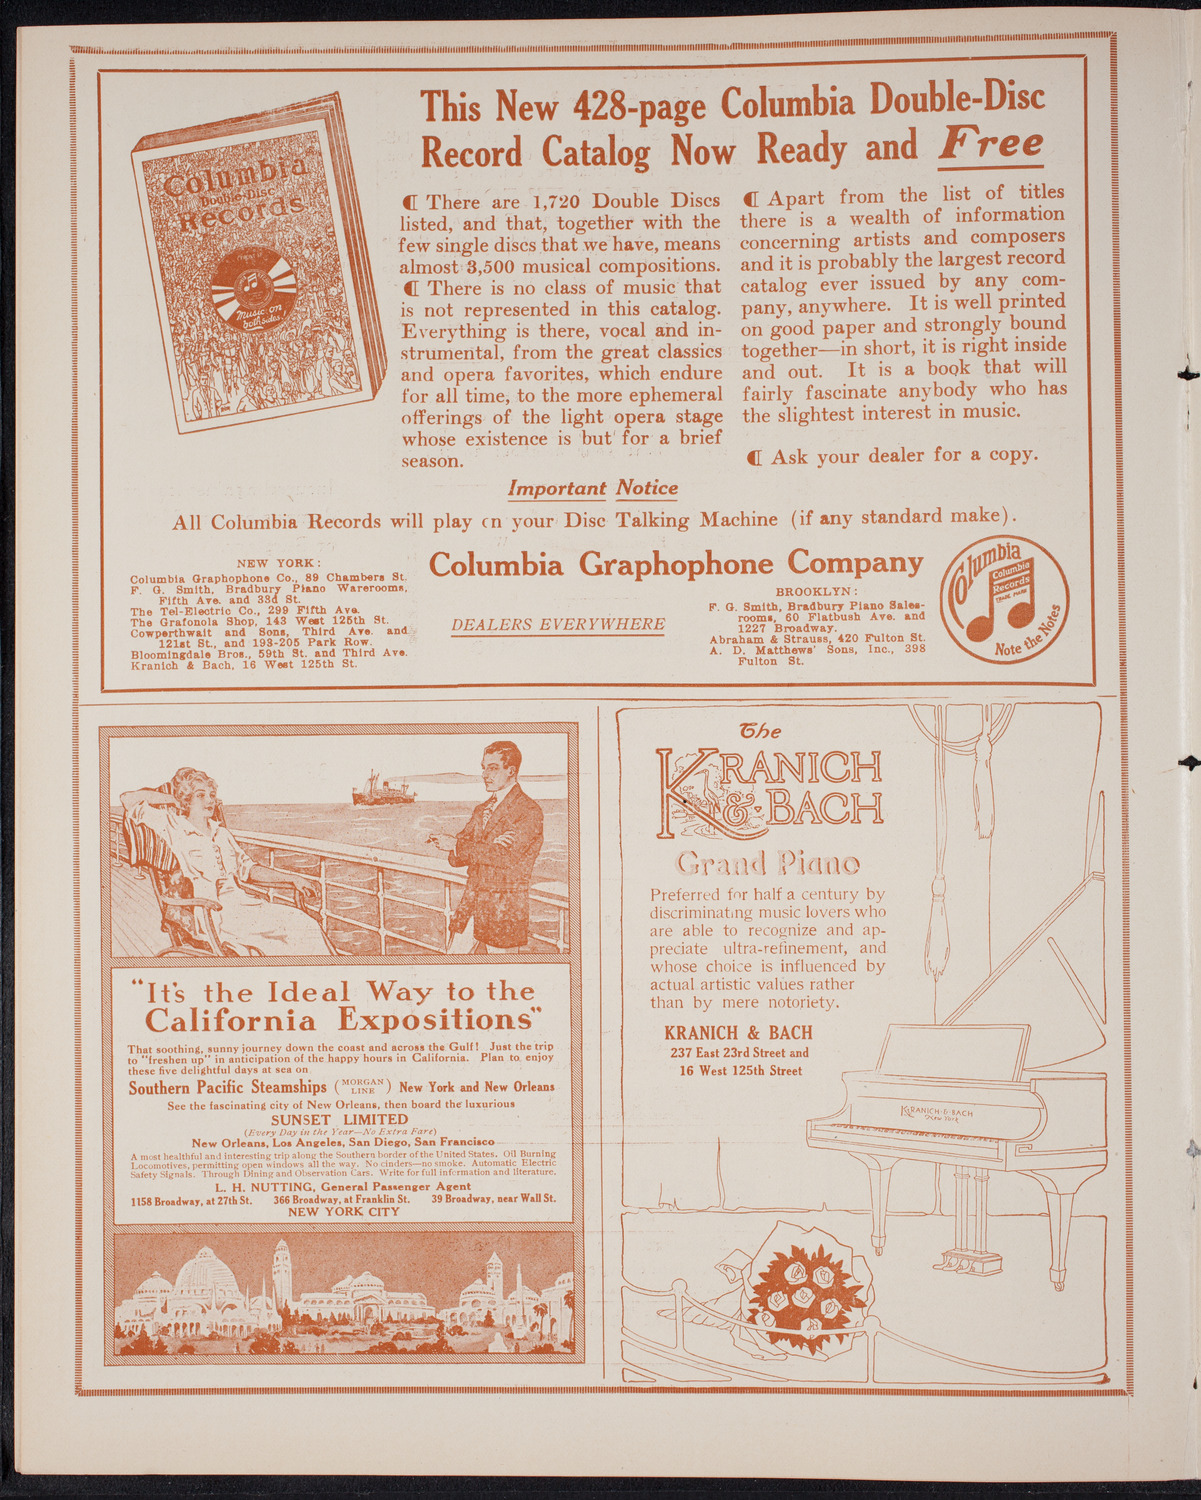 This New 428-page Columbia Double-Disc
Record Catalog Now Ready and Free
Columbia
Double-Disc
Records
Music on
both sides
¶ There are 1,720 Double Discs
listed, and that, together with the
few single discs that we have, means
almost 3,500 musical compositions.
¶ There is no class of music that
is not represented in this catalog.
Everything is there, vocal and in-
strumental, from the great classics
and opera favorites, which endure
for all time, to the more ephemeral
offerings of the light opera stage
whose existence is but for a brief
season.
¶ Apart from the list of titles
there is a wealth of information
concerning artists and composers
and it is probably the largest record
catalog ever issued by any com-
pany, anywhere. It is well printed
on good paper and strongly bound
together—in short, it is right inside
and out. It is a book that will
fairly fascinate anybody who has
the slightest interest in music.
¶ Ask your dealer for a copy.
Important Notice
All Columbia Records will play on your Disc Talking Machine (if any standard make).
NEW YORK:
Columbia Graphophone Co., 89 Chambers St.
F. G. Smith, Bradbury Piano Warerooms,
Fifth Ave. and 33d St.
The Tel-Electric Co., 299 Fifth Ave.
The Grafonola Shop, 143 West 125th St.
Cowperthwait and Sons, Third Ave. and
121st St., and 193-205 Park Row.
Bloomingdale Bros., 59th St. and Third Ave.
Kranich & Bach, 16 West 125th St.
Columbia Graphophone Company
DEALERS EVERYWHERE
BROOKLYN:
F. G. Smith, Bradbury Piano Sales-
rooms, 60 Flatbush Ave. and
1227 Broadway.
Abraham & Strauss, 420 Fulton St.
A. D. Matthews' Sons, Inc., 398
Fulton St.
Columbia
Columbia
Records
TRADE MARK
Note the Notes
"It's the Ideal Way to the
California Expositions"
That soothing, sunny journey down the coast and across the Gulf! Just the trip
to "freshen up" in anticipation of the happy hours in California. Plan to enjoy
these five delightful days at sea on
Southern Pacific Steamships (MORGAN LINE) New York and New Orleans
See the fascinating city of New Orleans, then board the luxurious
SUNSET LIMITED
(Every Day in the Year—No Extra Fare)
New Orleans, Los Angeles, San Diego, San Francisco
A most healthful and interesting trip along the Southern border of the United States. Oil Burning
Locomotives, permitting open windows all the way. No cinders—no smoke. Automatic Electric
Safety Signals. Through Dining and Observation Cars. Write for full information and literature.
L. H. NUTTING, General Passenger Agent
1158 Broadway, at 27th St. 366 Broadway, at Franklin St. 39 Broadway, near Wall St.
NEW YORK CITY
The
KRANICH
& BACH
Grand Piano
Preferred for half a century by
discriminating music lovers who
are able to recognize and ap-
preciate ultra-refinement, and
whose choice is influenced by
actual artistic values rather
than by mere notoriety.
KRANICH & BACH
237 East 23rd Street and
16 West 125th Street
KRANICH & BACH
New York